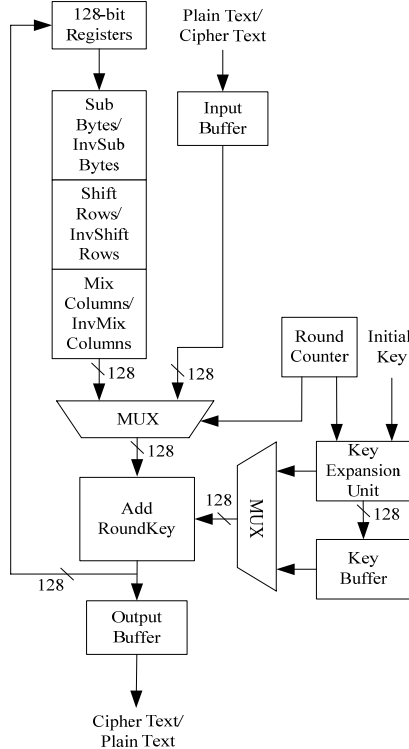 128-bit
Registers
Plain Text/
Cipher Text
Sub
Bytes/
InvSub
Bytes
Input
Buffer
Shift
Rows/
InvShift
Rows
Mix
Columns/
InvMix
Columns
128
128
Round
Counter
Initial
Key
MUX
128
Add
RoundKey
128
MUX
Key
Expansion
Unit
128
Key
Buffer
128
Output
Buffer
Cipher Text/
Plain Text